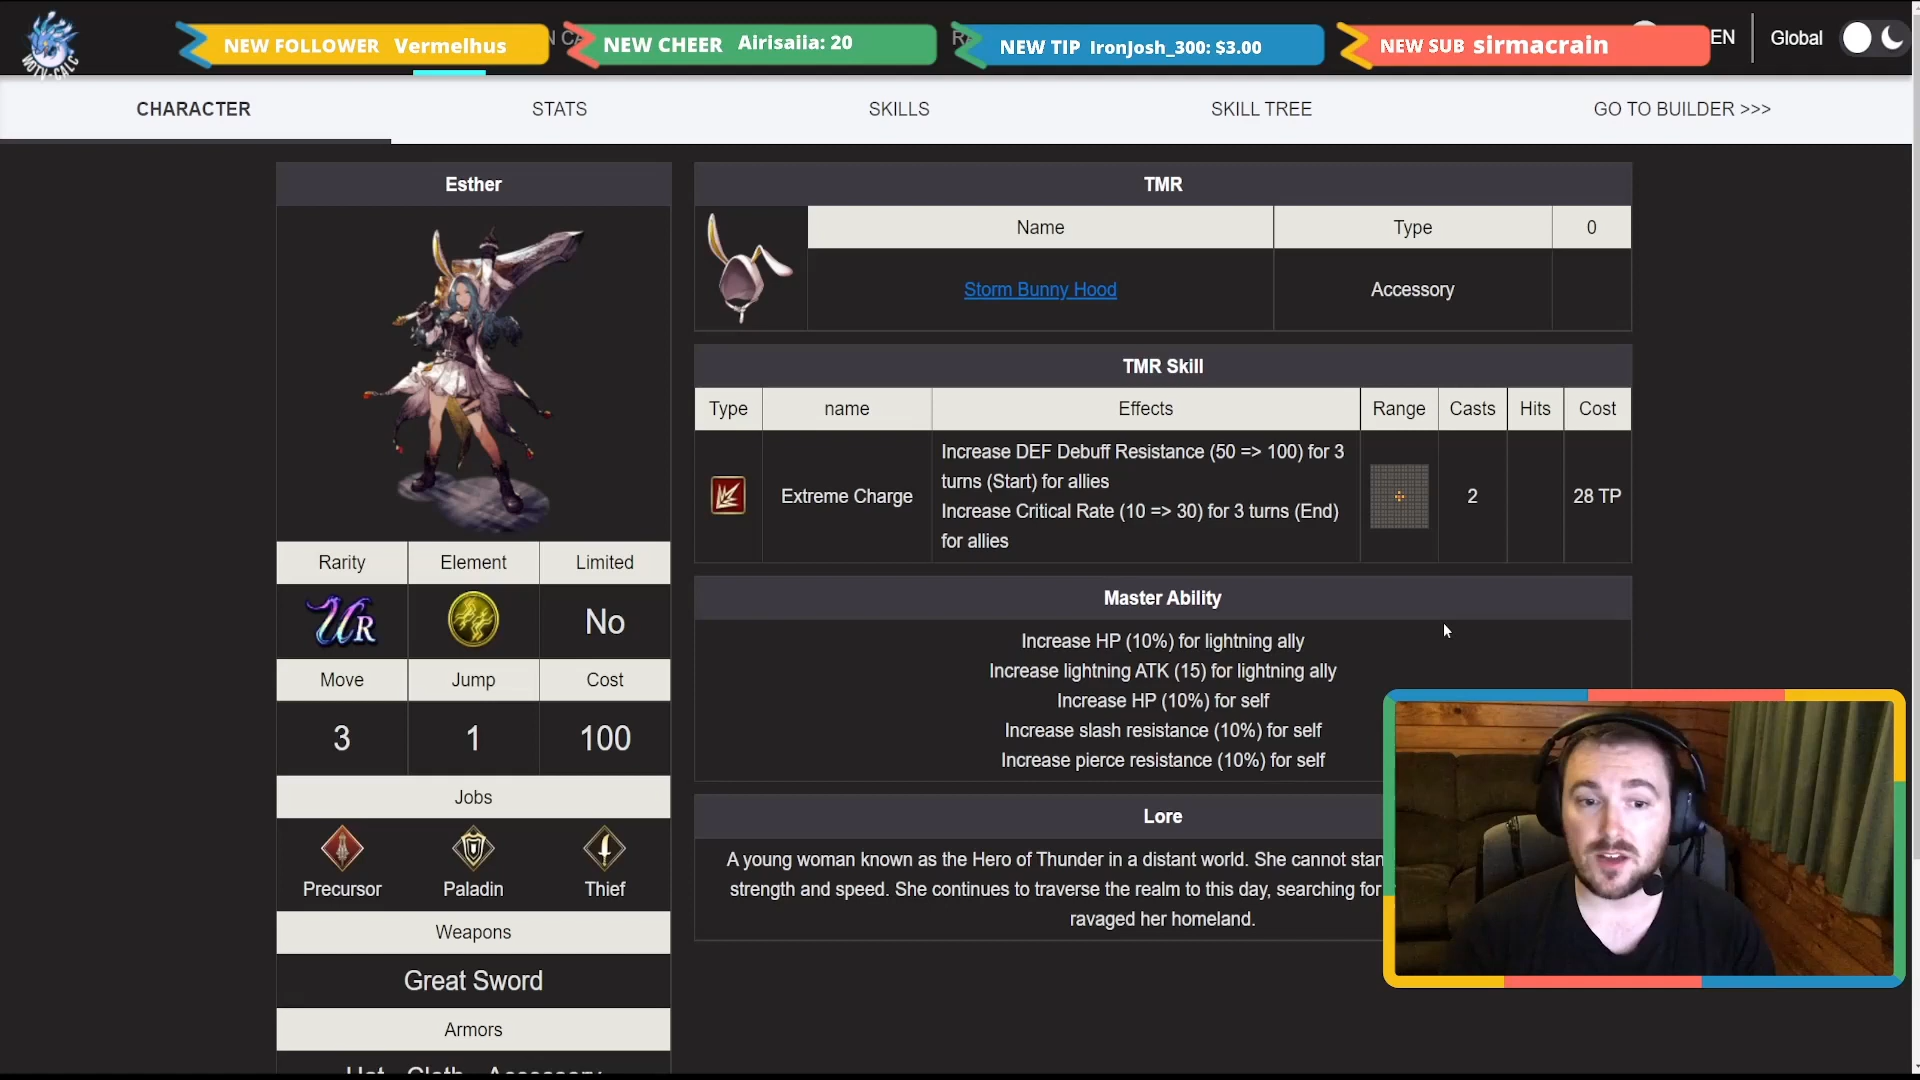 NEW FOLLOWER Vermelhus
NEW CHEER Airisaiia: 20
NEW TIP IronJosh_300: $3.00
NEW SUB sirmacrain
EN
Global
WOTV-CALC
CHARACTER STATS SKILLS SKILL TREE GO TO BUILDER >>>
Esther
Rarity Element Limited
UR No
Move Jump Cost
3 1 100
Jobs
Precursor Paladin Thief
Weapons
Great Sword
Armors
Hat Cloth Accessory
TMR
Name Type 0
Storm Bunny Hood Accessory
TMR Skill
Type name Effects Range Casts Hits Cost
Extreme Charge
Increase DEF Debuff Resistance (50 => 100) for 3
turns (Start) for allies
Increase Critical Rate (10 => 30) for 3 turns (End)
for allies
2 28 TP
Master Ability
Increase HP (10%) for lightning ally
Increase lightning ATK (15) for lightning ally
Increase HP (10%) for self
Increase slash resistance (10%) for self
Increase pierce resistance (10%) for self
Lore
A young woman known as the Hero of Thunder in a distant world. She cannot stan
strength and speed. She continues to traverse the realm to this day, searching for
ravaged her homeland.